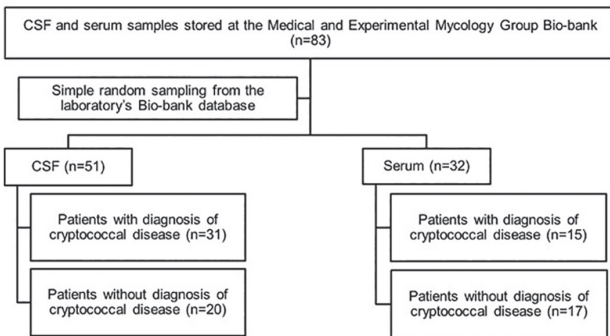 CSF and serum samples stored at the Medical and Experimental Mycology Group Bio-bank
(n=83)
Simple random sampling from the
laboratory's Bio-bank database
CSF (n=51)
Serum (n=32)
Patients with diagnosis of
cryptococcal disease (n=31)
Patients with diagnosis of
cryptococcal disease (n=15)
Patients without diagnosis of
cryptococcal disease (n=20)
Patients without diagnosis of
cryptococcal disease (n=17)